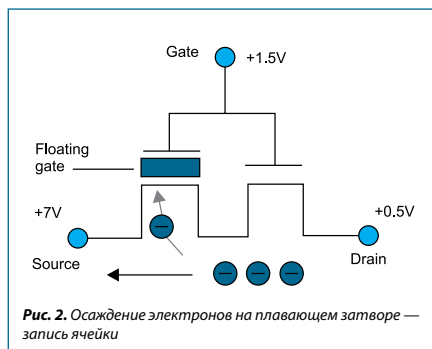 Gate
+1.5V
Floating
gate
+7V
+0.5V
Source
Drain
Рис. 2. Осаждение электронов на плавающем затворе —
запись ячейки